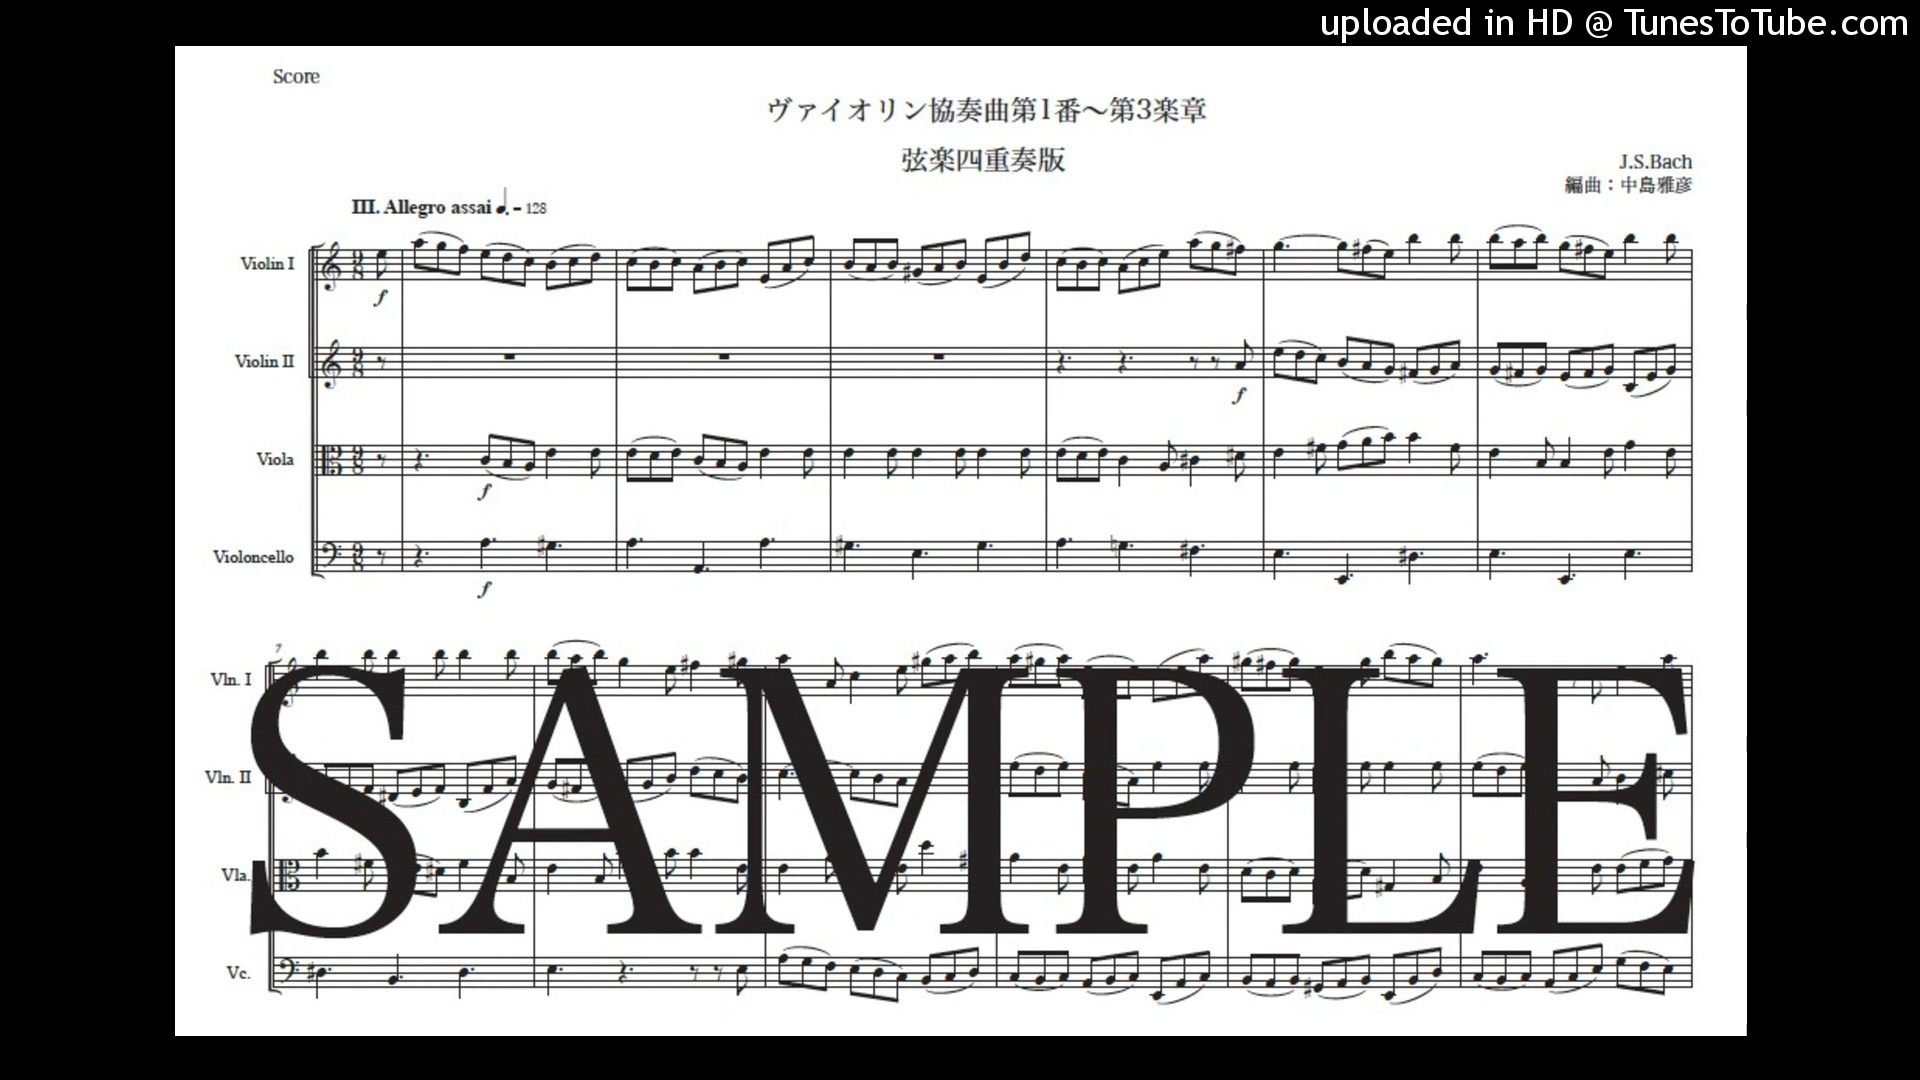 uploaded in HD @ TunesToTube.com
Score
ヴァイオリン協奏曲第1番〜第3楽章
弦楽四重奏版
J.S.Bach
編曲：中島雅彦
III. Allegro assai ♩. = 128
Violin I
f
Violin II
f
Viola
f
Violoncello
f
7
Vln. I
Vln. II
Vla.
Vc.
SAMPLE